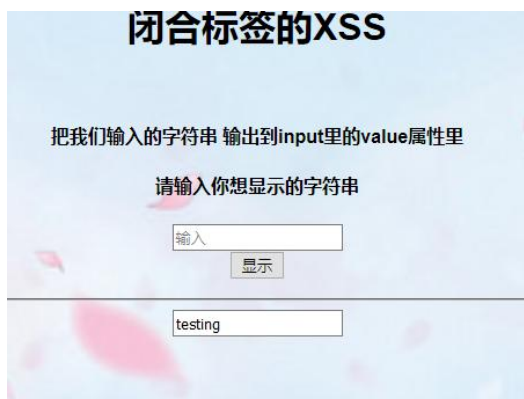 闭合标签的XSS
把我们输入的字符串 输出到input里的value属性里
请输入你想显示的字符串
输入
显示
testing